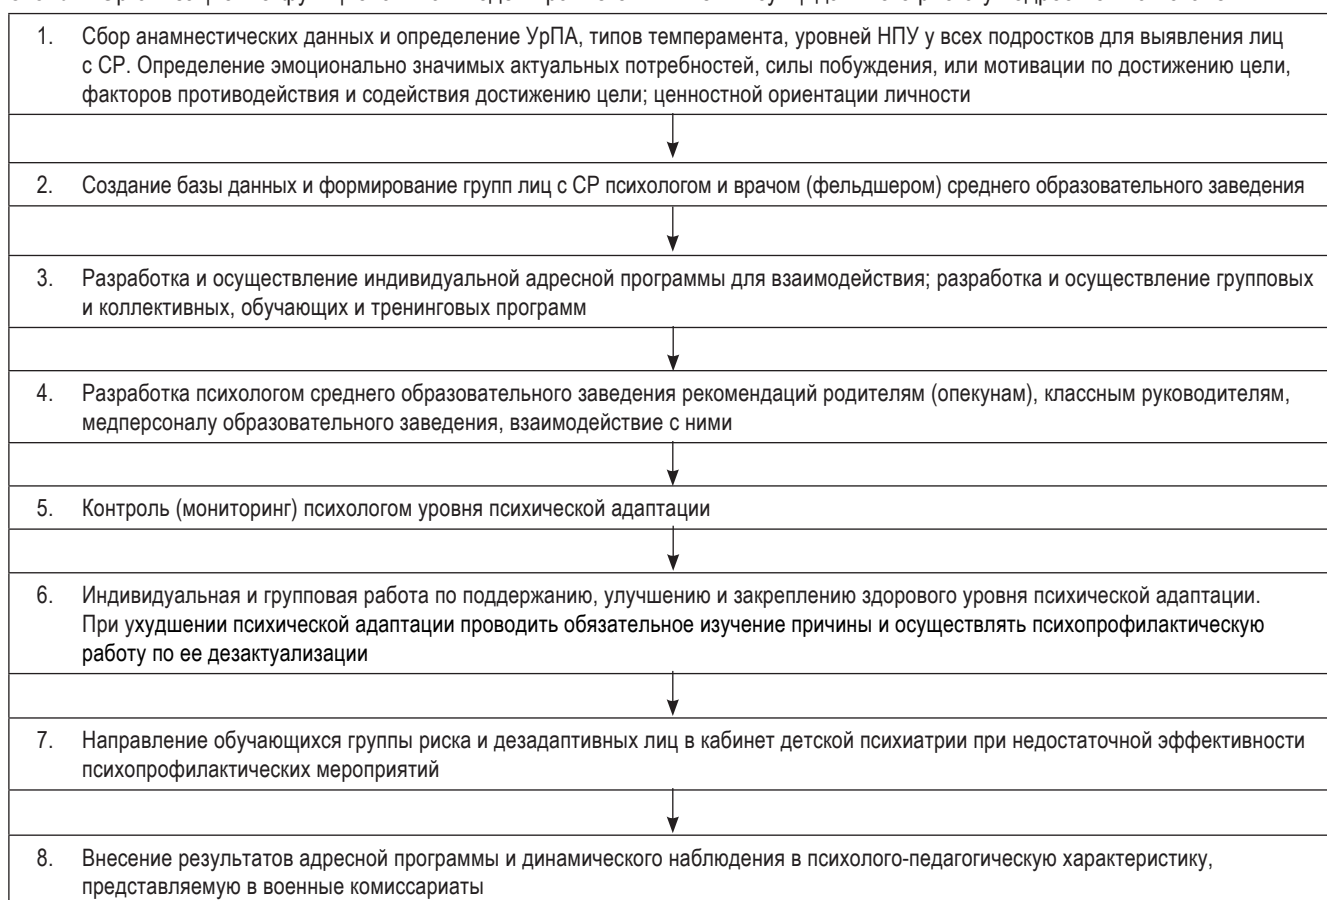 1. Сбор анамнестических данных и определение УрПА, типов темперамента, уровней НПУ у всех подростков для выявления лиц
с СР. Определение эмоционально значимых актуальных потребностей, силы побуждения, или мотивации по достижению цели,
факторов противодействия и содействия достижению цели; ценностной ориентации личности
2. Создание базы данных и формирование групп лиц с СР психологом и врачом (фельдшером) среднего образовательного заведения
3. Разработка и осуществление индивидуальной адресной программы для взаимодействия; разработка и осуществление групповых
и коллективных, обучающих и тренинговых программ
4. Разработка психологом среднего образовательного заведения рекомендаций родителям (опекунам), классным руководителям,
медперсоналу образовательного заведения, взаимодействие с ними
5. Контроль (мониторинг) психологом уровня психической адаптации
6. Индивидуальная и групповая работа по поддержанию, улучшению и закреплению здорового уровня психической адаптации.
При ухудшении психической адаптации проводить обязательное изучение причины и осуществлять психопрофилактическую
работу по ее дезактуализации
7. Направление обучающихся группы риска и дезадаптивных лиц в кабинет детской психиатрии при недостаточной эффективности
психопрофилактических мероприятий
8. Внесение результатов адресной программы и динамического наблюдения в психолого-педагогическую характеристику,
представляемую в военные комиссариаты